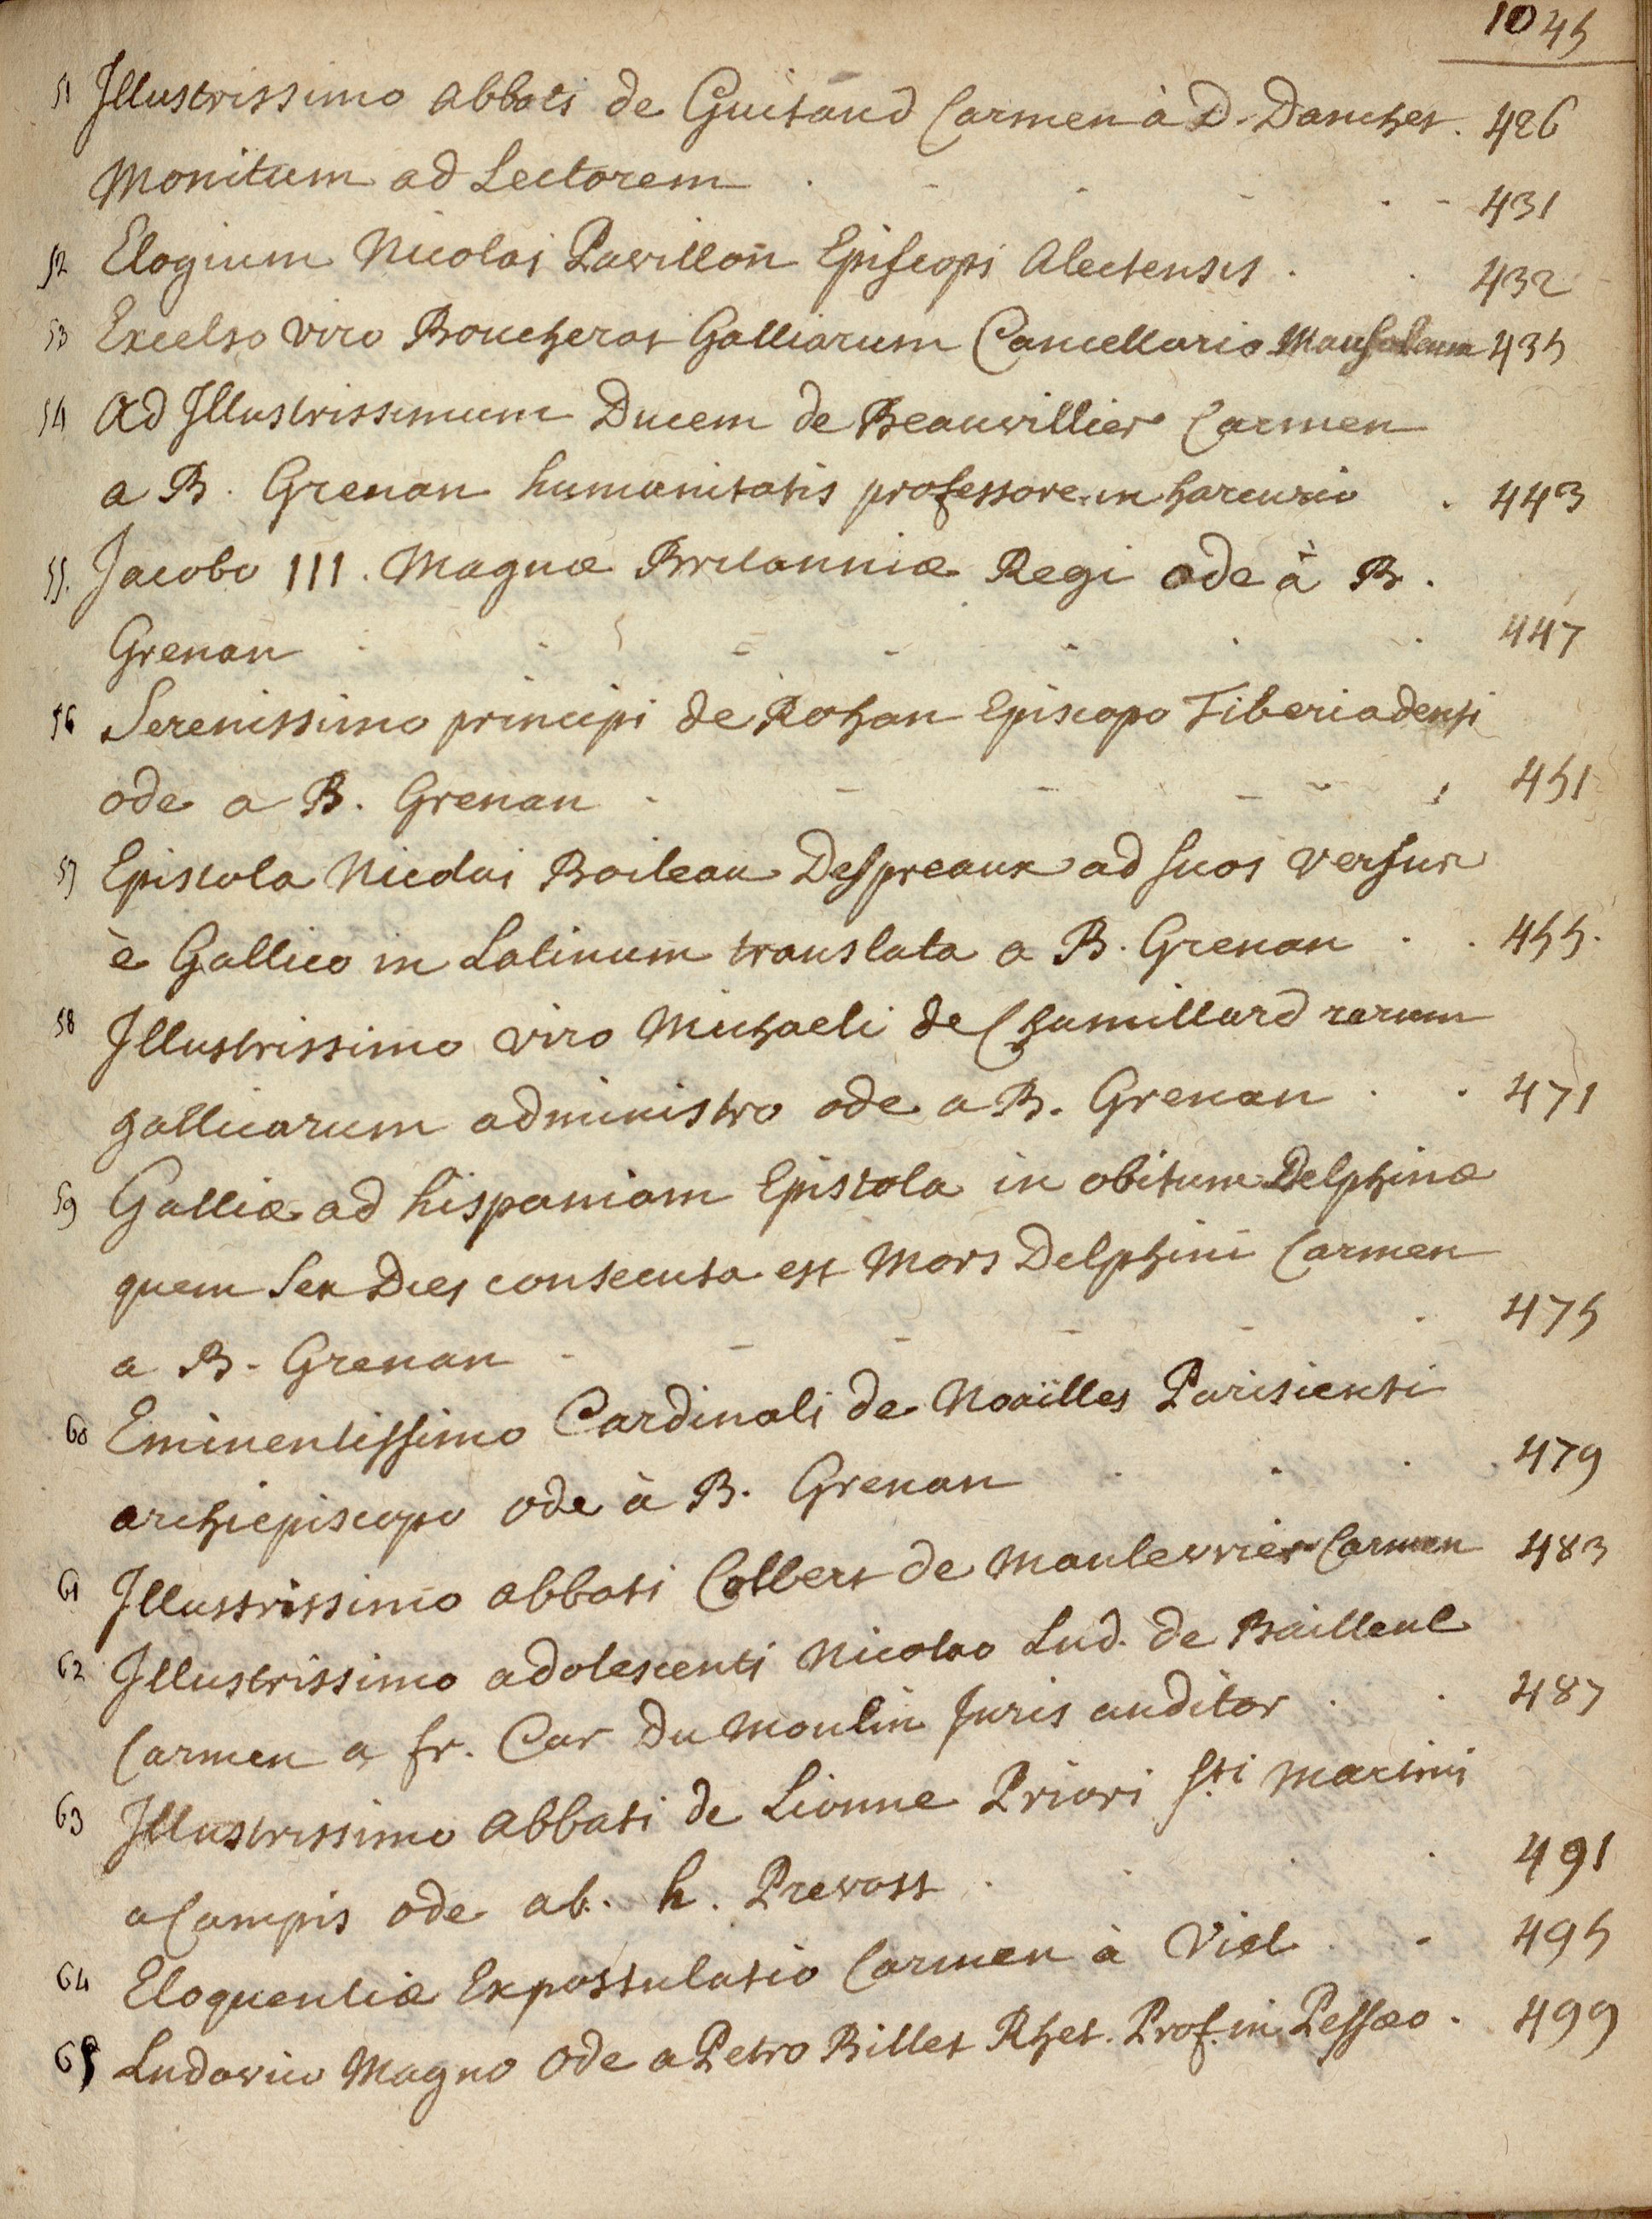 1045
51 Illustrissimo abbati de Guitaud Carmen à D. Danchet. 426
Monitum ad Lectorem . - - - . - 431
52 Elogium Nicolai Pavillon Episcopi Alectensis . . 432
53 Excelso viro Boucherat Galliarum Cancellario Mausoleum 435
54 Ad Illustrissimum Ducem de Beauvillier Carmen
a B. Grenan humanitatis professore in harcurio . 443
55. Jacobo III. Magnæ Britanniæ Regi ode à B.
Grenan . . - - . . . 447
56 Serenissimo principi de Rohan Episcopo Tiberiadensi
ode a B. Grenan - - - - - . 451
57 Epistola Nicolai Boileau Despreaux ad suos versus
è Gallico in Latinum translata a B. Grenan . . 455.
58 Illustrissimo viro Michaeli de Chamillard rerum
gallicarum administro ode a B. Grenan . . 471
59 Galliæ ad hispaniam Epistola in obitum Delphinæ
quem sex Dies consecuta est Mors Delphini Carmen
a B. Grenan - - - - - . 475
60 Eminentissimo Cardinali de Noaïlles Parisiensi
archiepiscopo ode à B. Grenan . . . . 479
61 Illustrissimo abbati Colbert de Maulevrier Carmen 483
62 Illustrissimo adolescenti Nicolao Lud. de Bailleul
Carmen a fr. Car Du Moulin Juris auditor . . 487
63 Illustrissimo abbati de Lionne Priori S.ti Martini
a Campis ode ab. h. Prevost . . . . 491
64 Eloquentiæ Expostulatio Carmen à Viel . - 495
65 Ludovico Magno Ode a Petro Billet Rhet. Prof. in Pessæo . 499